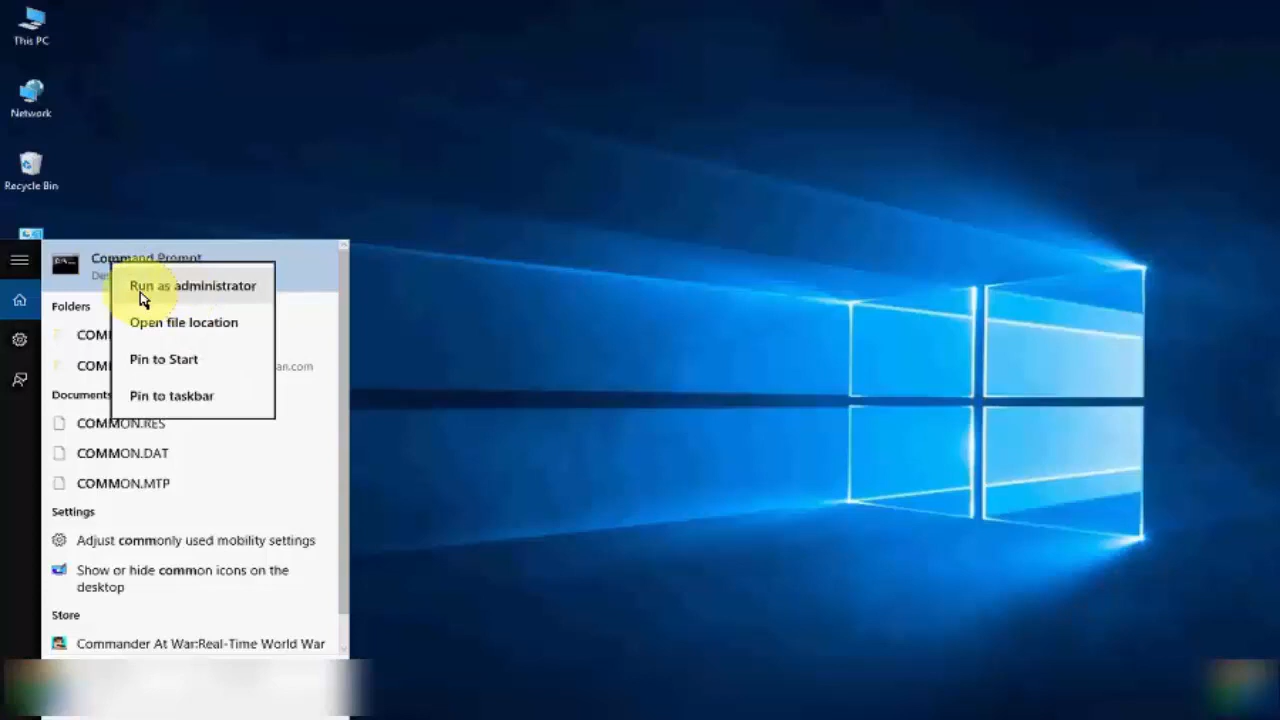 This PC
Network
Recycle Bin
Command Prompt
Run as administrator
Folders
Open file location
Pin to Start
an.com
Documents
Pin to taskbar
COMMON.RES
COMMON.DAT
COMMON.MTP
Settings
Adjust commonly used mobility settings
Show or hide common icons on the
desktop
Store
Commander At War:Real-Time World War